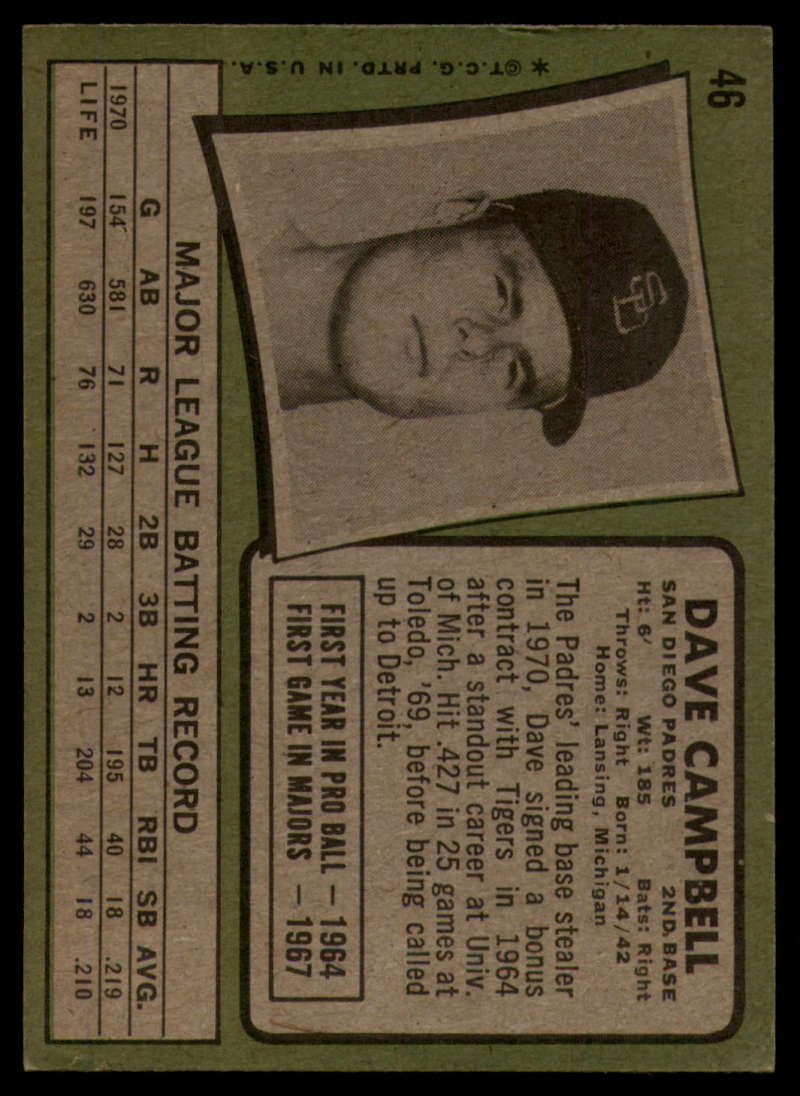 46
DAVE CAMPBELL
SAN DIEGO PADRES 2ND. BASE
Ht: 6' Wt: 185 Bats: Right
Throws: Right Born: 1/14/42
Home: Lansing, Michigan
The Padres' leading base stealer
in 1970, Dave signed a bonus
contract with Tigers in 1964
after a standout career at Univ.
of Mich. Hit .427 in 25 games at
Toledo, '69, before being called
up to Detroit.
FIRST YEAR IN PRO BALL — 1964
FIRST GAME IN MAJORS — 1967
SD
*©T.C.G. PRTD. IN U.S.A.
MAJOR LEAGUE BATTING RECORD
G AB R H 2B 3B HR TB RBI SB AVG.
1970 154 581 71 127 28 2 12 195 40 18 .219
LIFE 197 630 76 132 29 2 13 204 44 18 .210